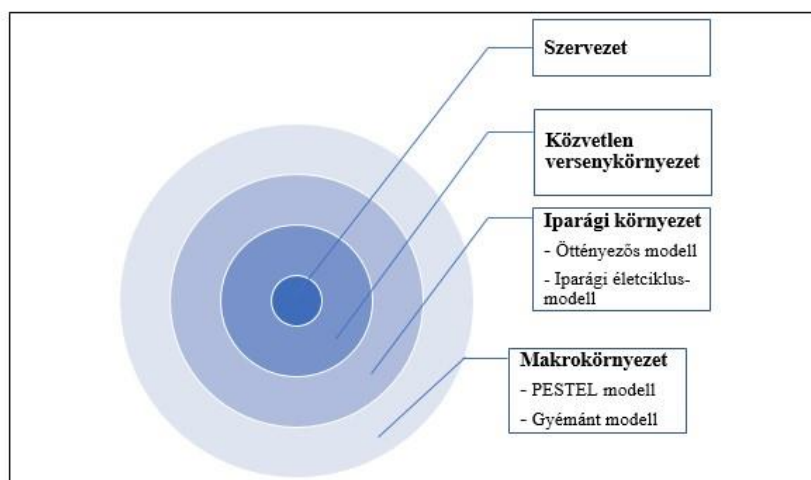 Szervezet
Közvetlen
versenykörnyezet
Iparági környezet
- Öttényezős modell
- Iparági életciklus-
modell
Makrokörnyezet
- PESTEL modell
- Gyémánt modell